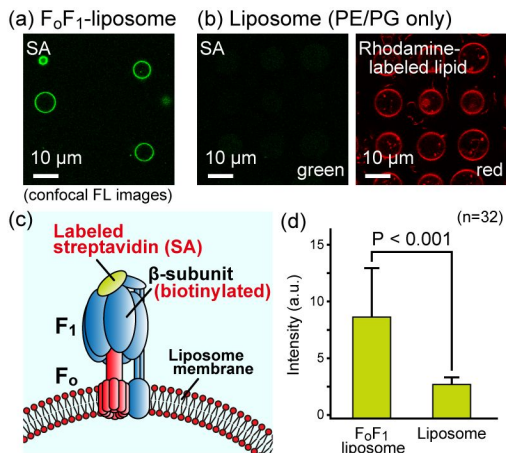 (a) FₒF₁-liposome
SA
10 µm
(confocal FL images)
(b) Liposome (PE/PG only)
SA
10 µm
green
Rhodamine-
labeled lipid
10 µm
red
(c)
Labeled
streptavidin (SA)
β-subunit
(biotinylated)
F₁
Fₒ
Liposome
membrane
(d)
(n=32)
P < 0.001
Intensity (a.u.)
15
10
5
2.5
0
FₒF₁
liposome
Liposome